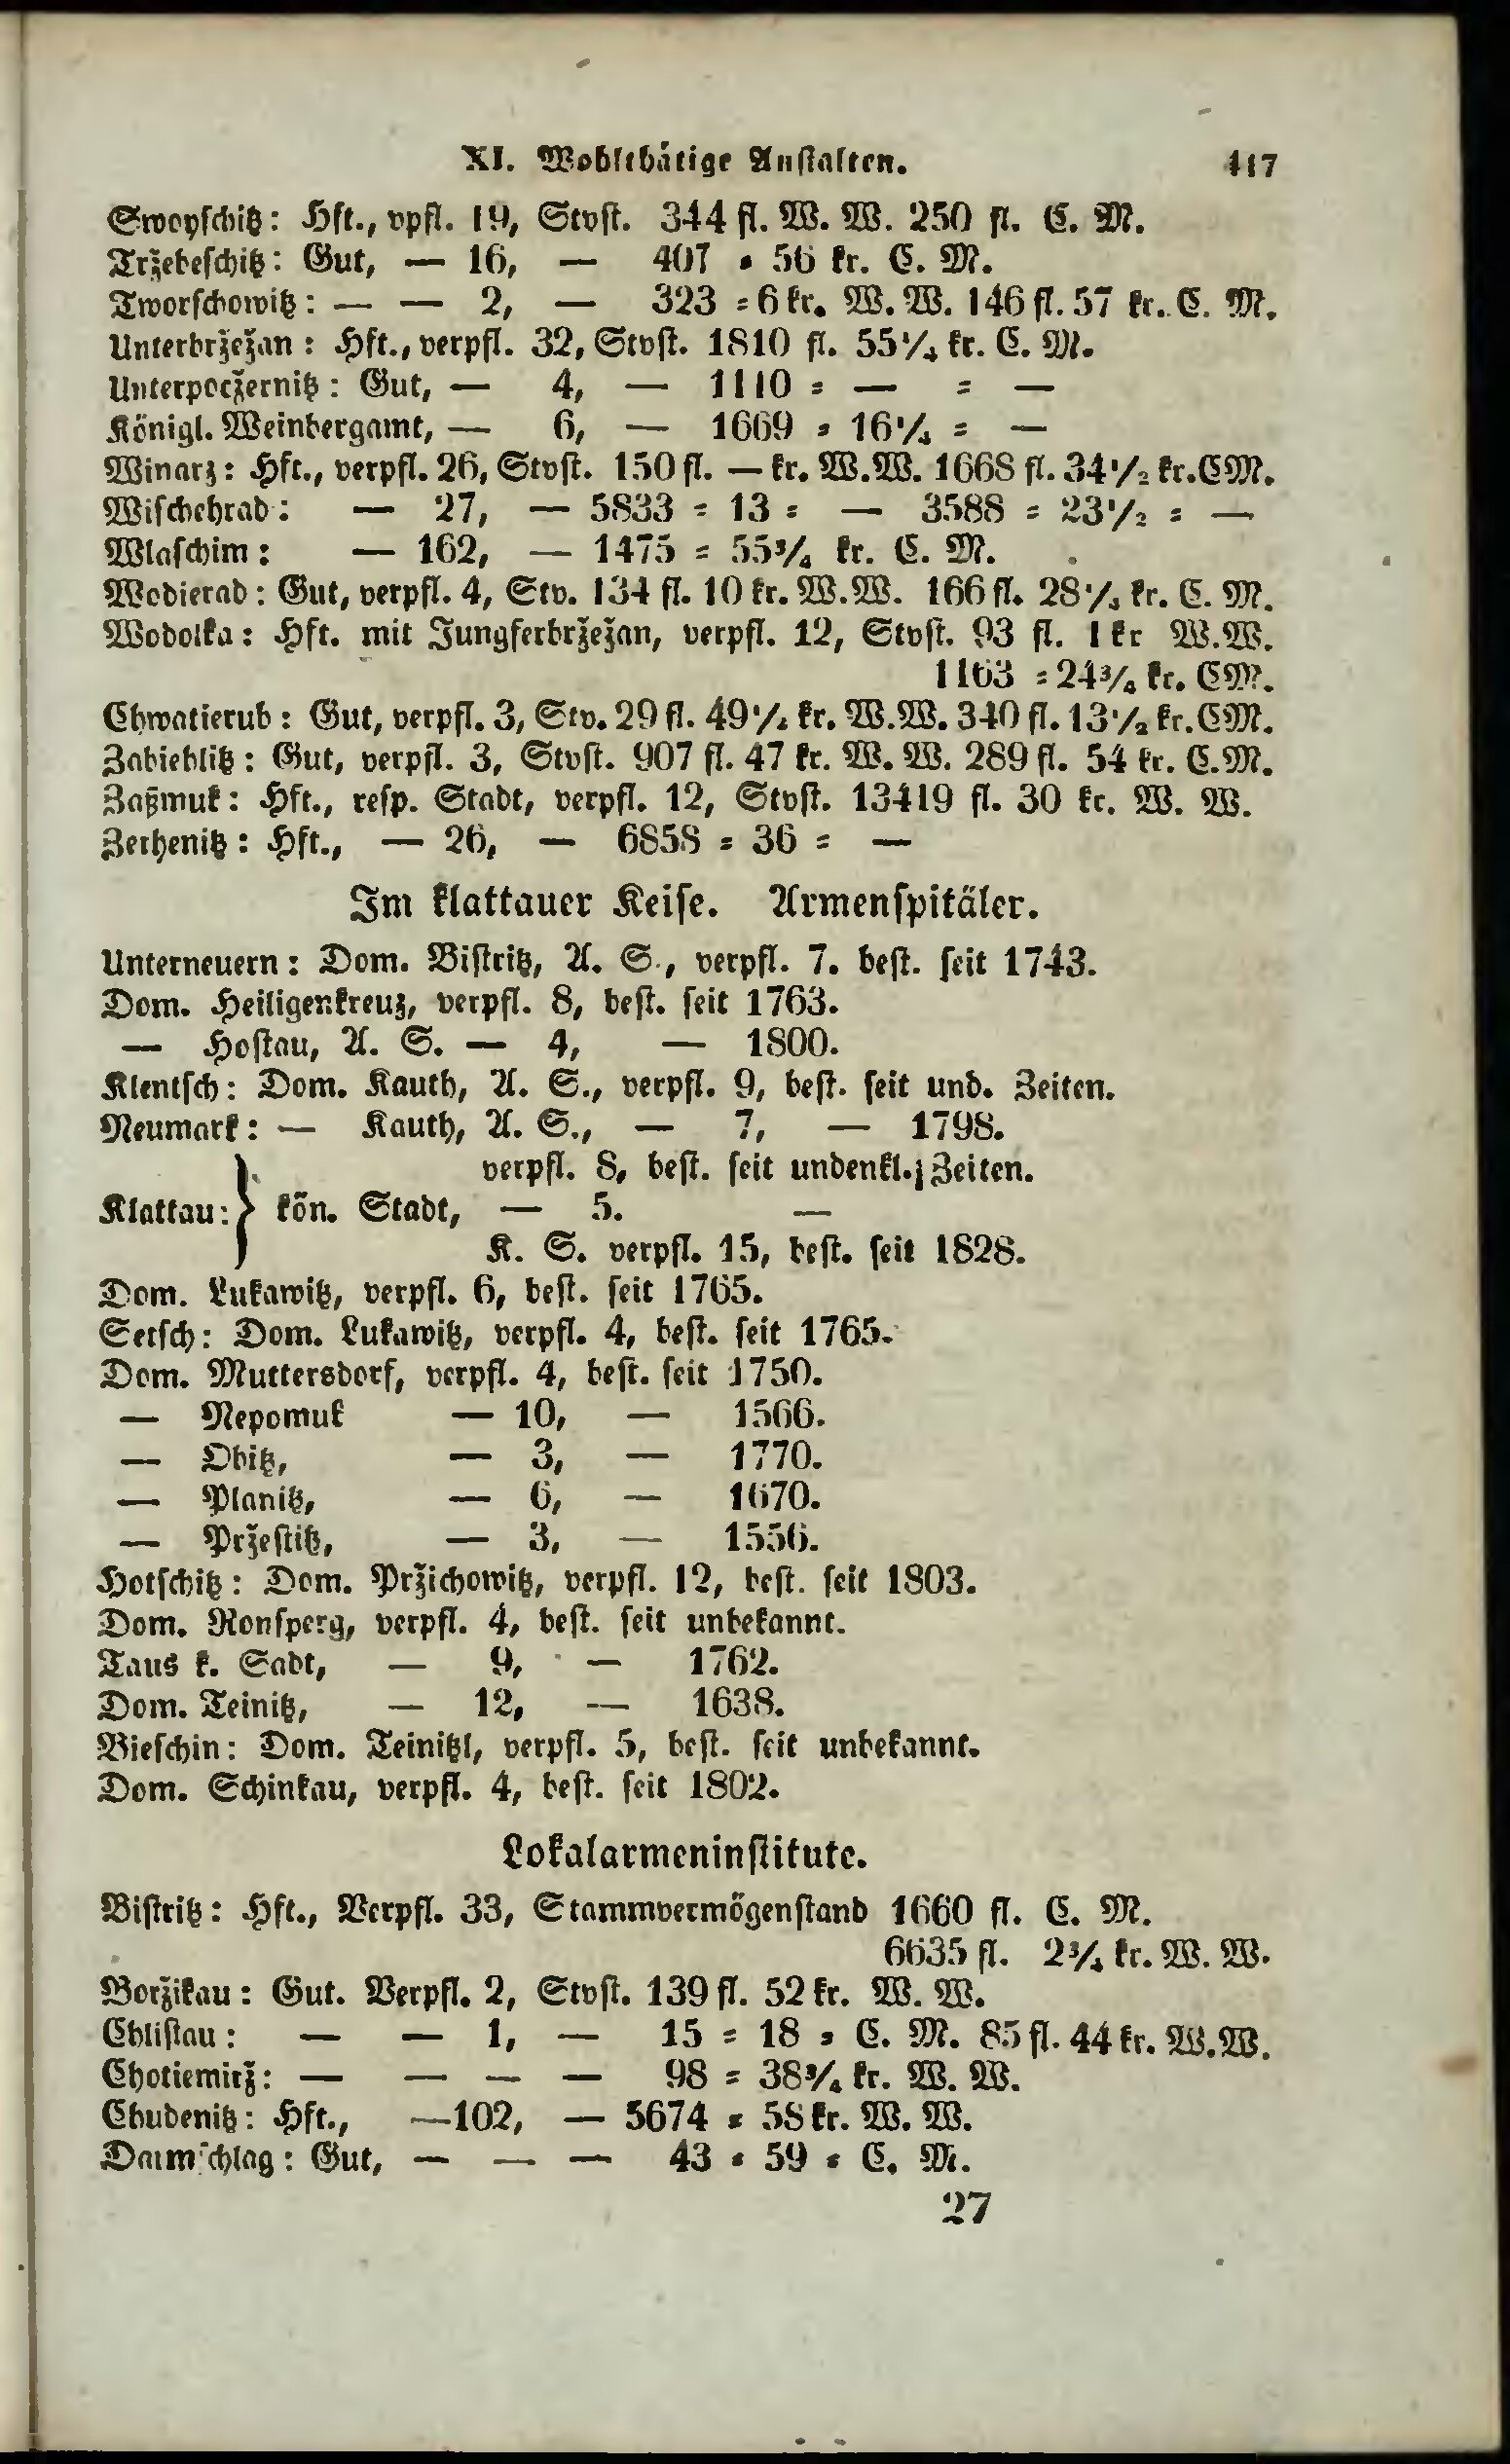 XI. Wohlthätige Anstalten. 417
Swoyschitz: Hft., vpfl. 19, Stvst. 344 fl. W. W. 250 fl. C. M.
Trżebeschitz: Gut, — 16, — 407 = 56 kr. C. M.
Tworschowitz: — — 2, — 323 = 6 kr. W. W. 146 fl. 57 kr. C. M.
Unterbrżeżan: Hft., verpfl. 32, Stvst. 1810 fl. 55¼ kr. C. M.
Unterpocżernitz: Gut, — 4, — 1110 = — = —
Königl. Weinbergamt, — 6, — 1669 = 16¼ = —
Winarz: Hft., verpfl. 26, Stvst. 150 fl. — kr. W.W. 1668 fl. 34½ kr. CM.
Wischehrad: — 27, — 5833 = 13 = — 3588 = 23½ = —
Wlaschim: — 162, — 1475 = 55¾ kr. C. M.
Wodierad: Gut, verpfl. 4, Stv. 134 fl. 10 kr. W.W. 166 fl. 28⅓ kr. C. M.
Wodolka: Hft. mit Jungferbrżeżan, verpfl. 12, Stvst. 93 fl. 1 kr W.W.
1163 = 24¾ kr. CM.
Chwatierub: Gut, verpfl. 3, Stv. 29 fl. 49¼ kr. W.W. 340 fl. 13½ kr. CM.
Zabiehlitz: Gut, verpfl. 3, Stvst. 907 fl. 47 kr. W. W. 289 fl. 54 kr. C.M.
Zaßmuk: Hft., resp. Stadt, verpfl. 12, Stvst. 13419 fl. 30 kr. W. W.
Zerhenitz: Hft., — 26, — 6858 = 36 = —
Im klattauer Keise. Armenspitäler.
Unterneuern: Dom. Bistritz, A. S., verpfl. 7. best. seit 1743.
Dom. Heiligenkreuz, verpfl. 8, best. seit 1763.
— Hostau, A. S. — 4, — 1800.
Klentsch: Dom. Kauth, A. S., verpfl. 9, best. seit und. Zeiten.
Neumark: — Kauth, A. S., — 7, — 1798.
verpfl. 8, best. seit undenkl. Zeiten.
Klattau: } kön. Stadt, — 5. —
K. S. verpfl. 15, best. seit 1828.
Dom. Lukawitz, verpfl. 6, best. seit 1765.
Setsch: Dom. Lukawitz, verpfl. 4, best. seit 1765.
Dom. Muttersdorf, verpfl. 4, best. seit 1750.
— Nepomuk — 10, — 1566.
— Obitz, — 3, — 1770.
— Planitz, — 6, — 1670.
— Pržestitz, — 3, — 1556.
Hotschitz: Dom. Pržichowitz, verpfl. 12, best. seit 1803.
Dom. Ronsperg, verpfl. 4, best. seit unbekannt.
Taus k. Sadt, — 9, — 1762.
Dom. Teinitz, — 12, — 1638.
Bieschin: Dom. Teinitzl, verpfl. 5, best. seit unbekannt.
Dom. Schinkau, verpfl. 4, best. seit 1802.
Lokalarmeninstitute.
Bistritz: Hft., Verpfl. 33, Stammvermögenstand 1660 fl. C. M.
6635 fl. 2¾ kr. W. W.
Boržikau: Gut. Verpfl. 2, Stvst. 139 fl. 52 kr. W. W.
Chlistau: — — 1, — 15 = 18 = C. M. 85 fl. 44 kr. W.W.
Chotiemirž: — — — — 98 = 38¾ kr. W. W.
Chudenitz: Hft., — 102, — 5674 = 58 kr. W. W.
Daumschlag: Gut, — — — 43 = 59 = C. M.
27